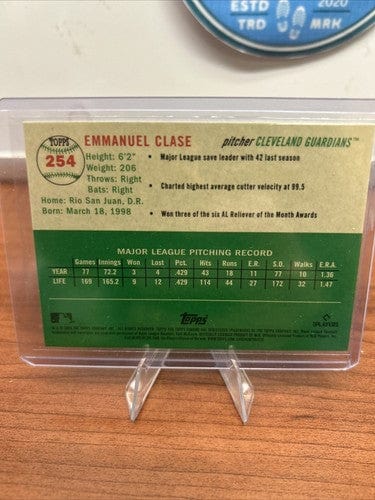 ESTD 2020
TRD MRK
TOPPS
254
EMMANUEL CLASE
pitcher CLEVELAND GUARDIANS™
Height: 6'2"
Weight: 206
Throws: Right
Bats: Right
Home: Rio San Juan, D.R.
Born: March 18, 1998
• Major League save leader with 42 last season
• Charted highest average cutter velocity at 99.5
• Won three of the six AL Reliever of the Month Awards
MAJOR LEAGUE PITCHING RECORD
Games Innings Won Lost Pct. Hits Runs E.R. S.O. Walks E.R.A.
YEAR 77 72.2 3 4 .429 43 18 11 77 10 1.36
LIFE 169 165.2 9 12 .429 114 44 27 172 32 1.47
Topps
PLAYERS